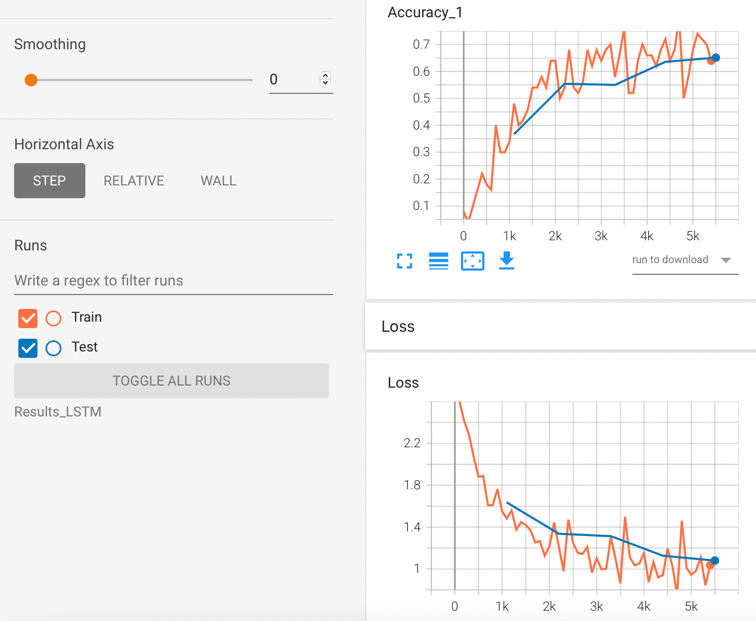 Smoothing
0
Horizontal Axis
STEP RELATIVE WALL
Runs
Write a regex to filter runs
Train
Test
TOGGLE ALL RUNS
Results_LSTM
Accuracy_1
0.7
0.6
0.5
0.4
0.3
0.2
0.1
0 1k 2k 3k 4k 5k
run to download
Loss
Loss
2.2
1.8
1.4
1
0 1k 2k 3k 4k 5k